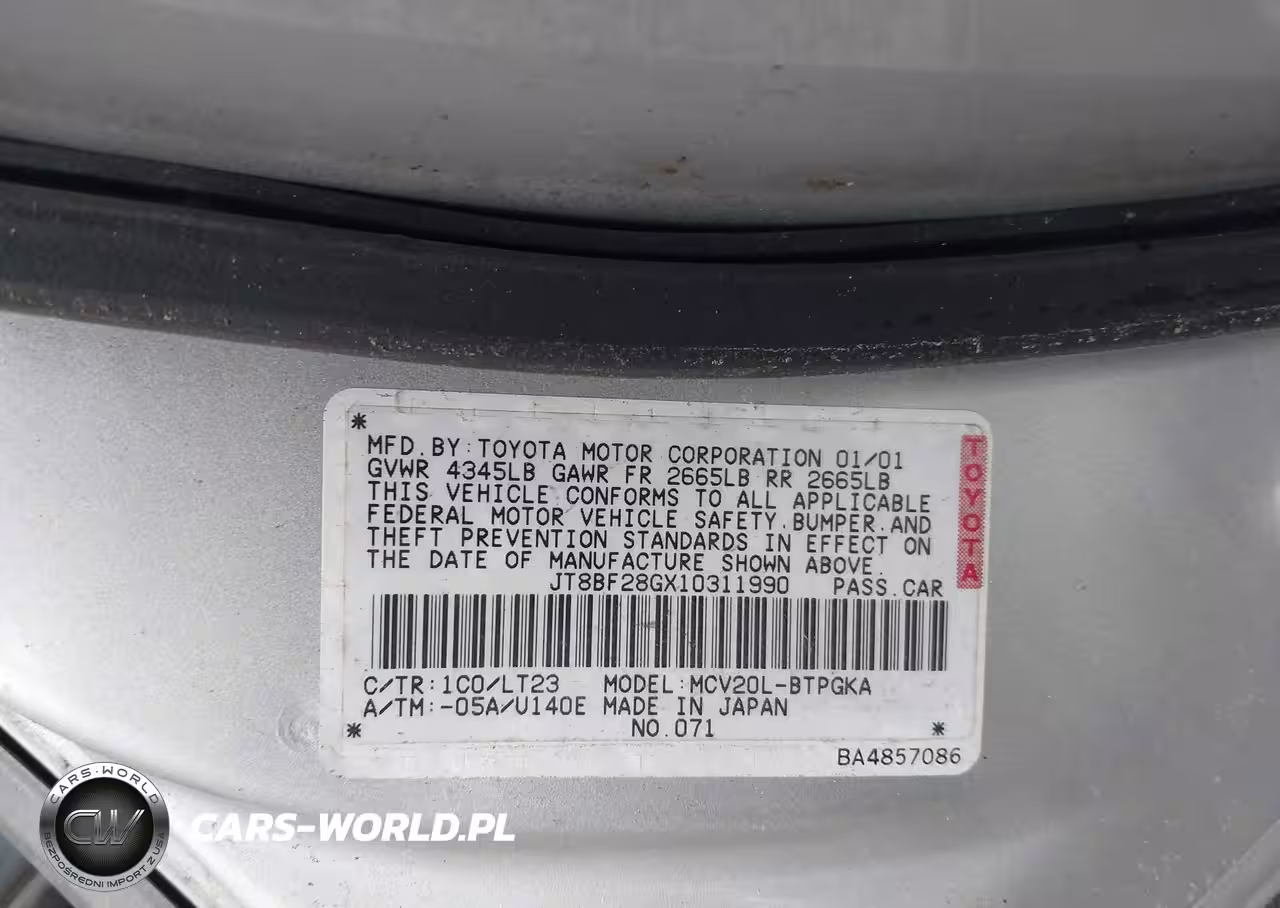 *
MFD. BY: TOYOTA MOTOR CORPORATION 01/01
GVWR 4345LB GAWR FR 2665LB RR 2665LB
THIS VEHICLE CONFORMS TO ALL APPLICABLE
FEDERAL MOTOR VEHICLE SAFETY, BUMPER, AND
THEFT PREVENTION STANDARDS IN EFFECT ON
THE DATE OF MANUFACTURE SHOWN ABOVE.
JT8BF28GX10311990 PASS. CAR
TOYOTA
C/TR: 1C0/LT23 MODEL: MCV20L-BTPGKA
A/TM: -05A/U140E MADE IN JAPAN
* NO. 071 *
BA4857086
CARS-WORLD
CW
BEZPOŚREDNI IMPORT Z USA
CARS-WORLD.PL